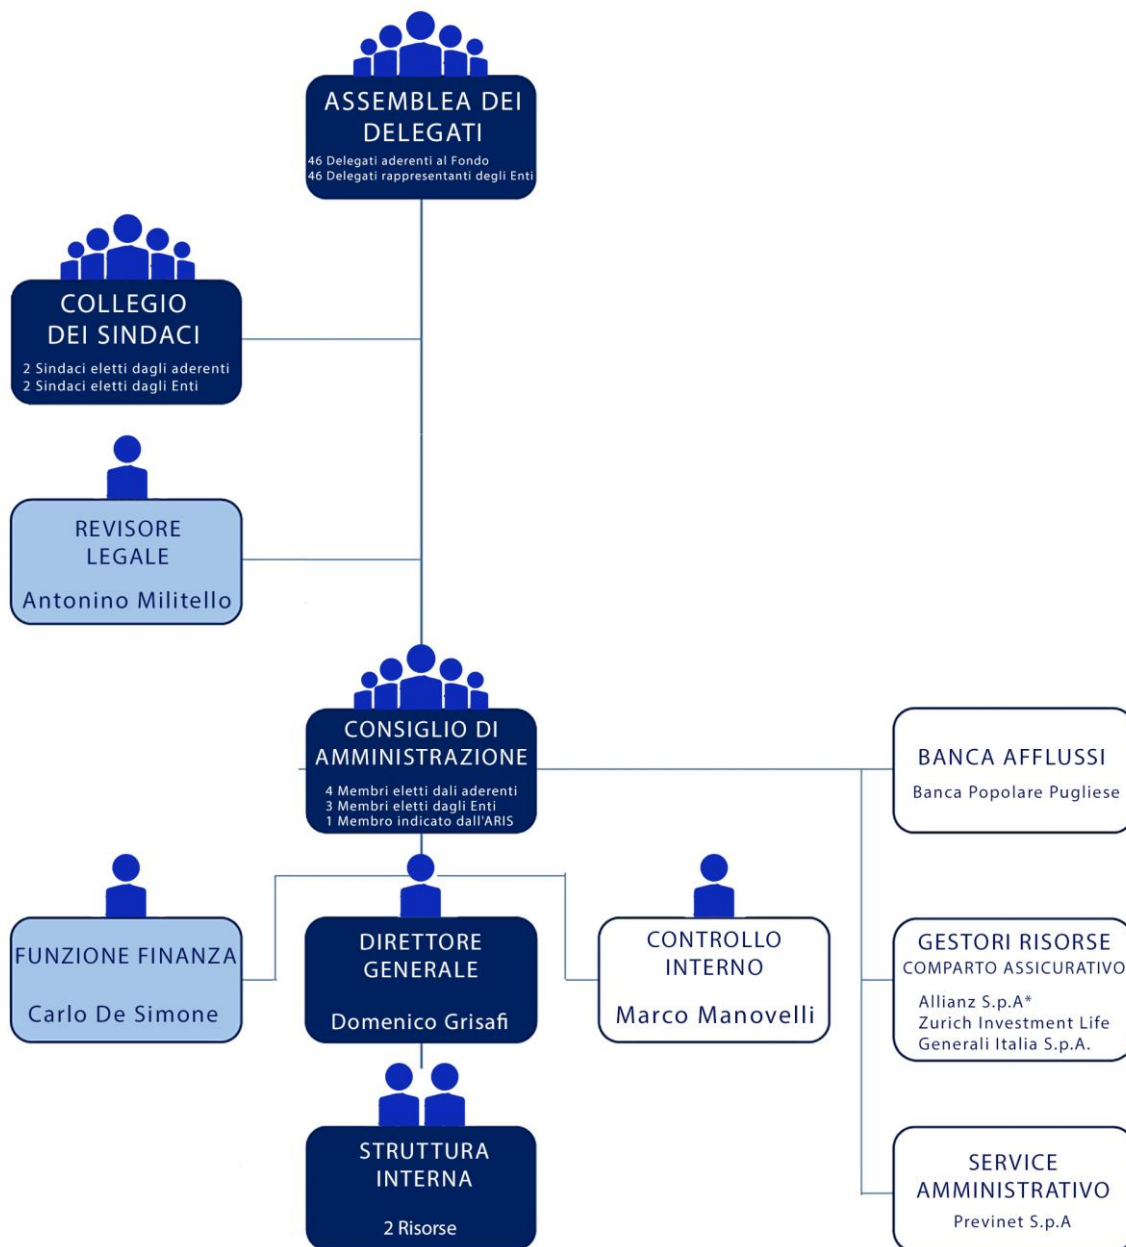 ASSEMBLEA DEI
DELEGATI
46 Delegati aderenti al Fondo
46 Delegati rappresentanti degli Enti
COLLEGIO
DEI SINDACI
2 Sindaci eletti dagli aderenti
2 Sindaci eletti dagli Enti
REVISORE
LEGALE
Antonino Militello
CONSIGLIO DI
AMMINISTRAZIONE
4 Membri eletti dali aderenti
3 Membri eletti dagli Enti
1 Membro indicato dall'ARIS
BANCA AFFLUSSI
Banca Popolare Pugliese
FUNZIONE FINANZA
Carlo De Simone
DIRETTORE
GENERALE
Domenico Grisafi
CONTROLLO
INTERNO
Marco Manovelli
GESTORI RISORSE
COMPARTO ASSICURATIVO
Allianz S.p.A*
Zurich Investment Life
Generali Italia S.p.A.
STRUTTURA
INTERNA
2 Risorse
SERVICE
AMMINISTRATIVO
Previnet S.p.A